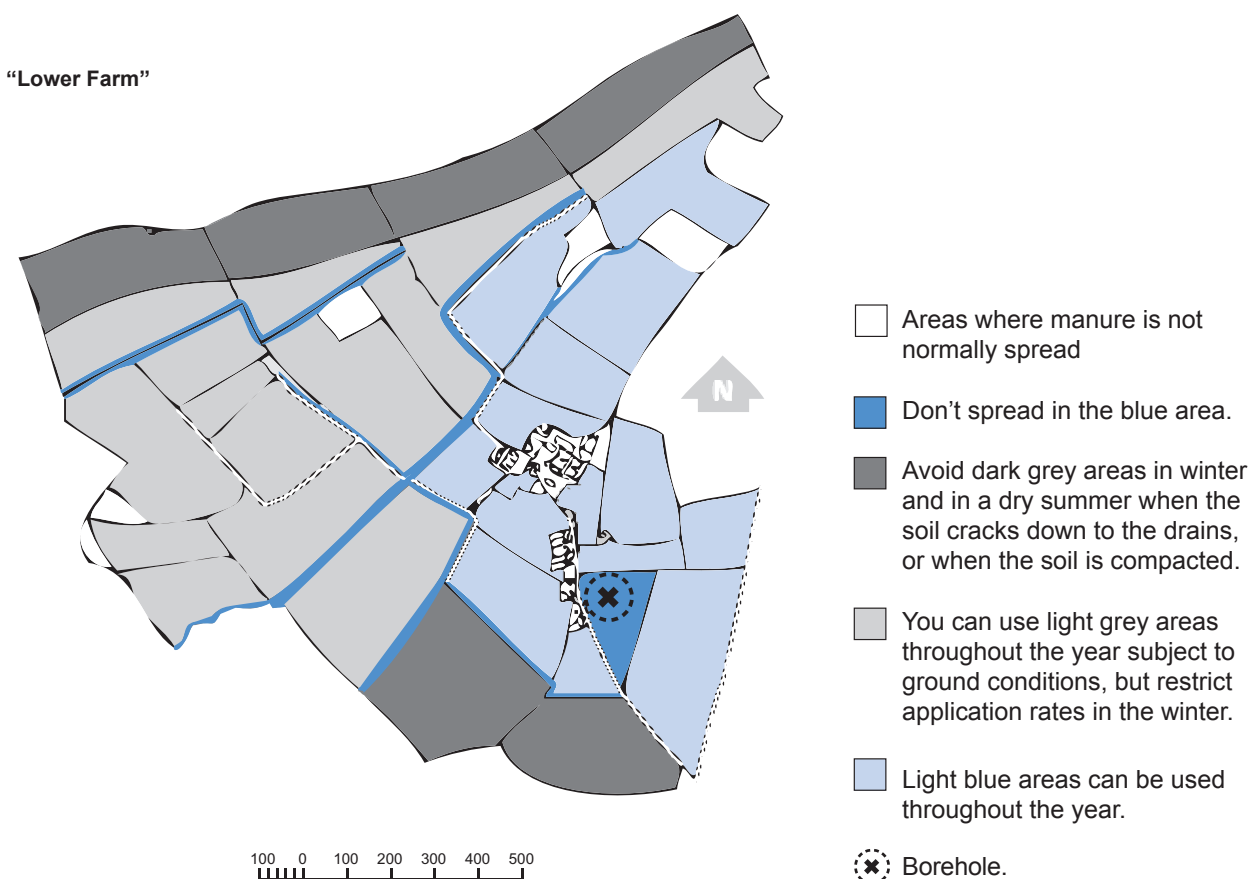 “Lower Farm”
N
Areas where manure is not
normally spread
Don’t spread in the blue area.
Avoid dark grey areas in winter
and in a dry summer when the
soil cracks down to the drains,
or when the soil is compacted.
You can use light grey areas
throughout the year subject to
ground conditions, but restrict
application rates in the winter.
Light blue areas can be used
throughout the year.
Borehole.
100 0 100 200 300 400 500